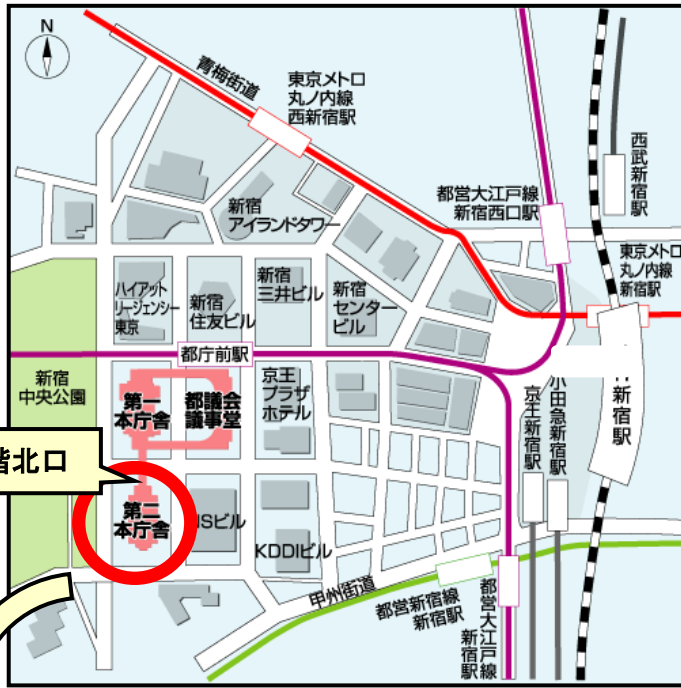 N
青梅街道
東京メトロ
丸ノ内線
西新宿駅
西武新宿駅
都営大江戸線
新宿西口駅
新宿
アイランドタワー
東京メトロ
丸ノ内線
新宿駅
ハイアット
リージェンシー
東京
新宿
住友ビル
新宿
三井ビル
新宿
センター
ビル
都庁前駅
新宿
中央公園
第一
本庁舎
都議会
議事堂
京王
プラザ
ホテル
京王新宿駅
小田急新宿駅
新宿駅
階北口
第二
本庁舎
NSビル
KDDIビル
甲州街道
都営新宿線
新宿駅
都営大江戸線
新宿駅